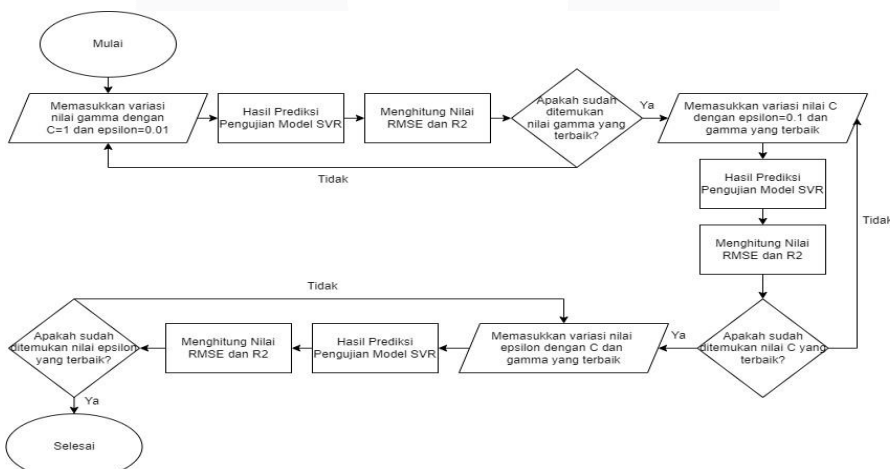 Mulai
Memasukkan variasi
nilai gamma dengan
C=1 dan epsilon=0.01
Hasil Prediksi
Pengujian Model SVR
Menghitung Nilai
RMSE dan R2
Apakah sudah
ditemukan
nilai gamma yang
terbaik?
Ya
Memasukkan variasi nilai C
dengan epsilon=0.1 dan
gamma yang terbaik
Tidak
Hasil Prediksi
Pengujian Model SVR
Tidak
Menghitung Nilai
RMSE dan R2
Apakah sudah
ditemukan nilai C yang
terbaik?
Ya
Memasukkan variasi nilai
epsilon dengan C dan
gamma yang terbaik
Tidak
Hasil Prediksi
Pengujian Model SVR
Menghitung Nilai
RMSE dan R2
Apakah sudah
ditemukan nilai epsilon
yang terbaik?
Ya
Selesai